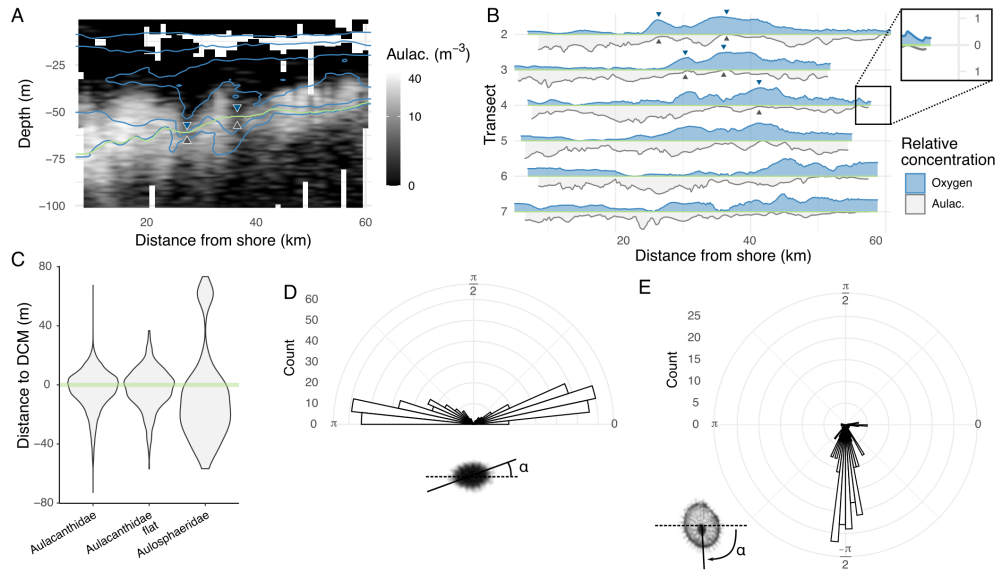 A
Aulac. (m⁻³)
40
10
0
Depth (m)
−25
−50
−75
−100
20
40
60
Distance from shore (km)
B
Transect
2
3
4
5
6
7
20
40
60
Distance from shore (km)
1
0
1
Relative
concentration
Oxygen
Aulac.
C
Distance to DCM (m)
80
40
0
−40
−80
Aulacanthidae
Aulacanthidae
flat
Aulosphaeridae
D
Count
60
50
40
30
20
10
0
π
π
2
0
α
E
Count
25
20
15
10
5
0
π
π
2
0
−π
2
α